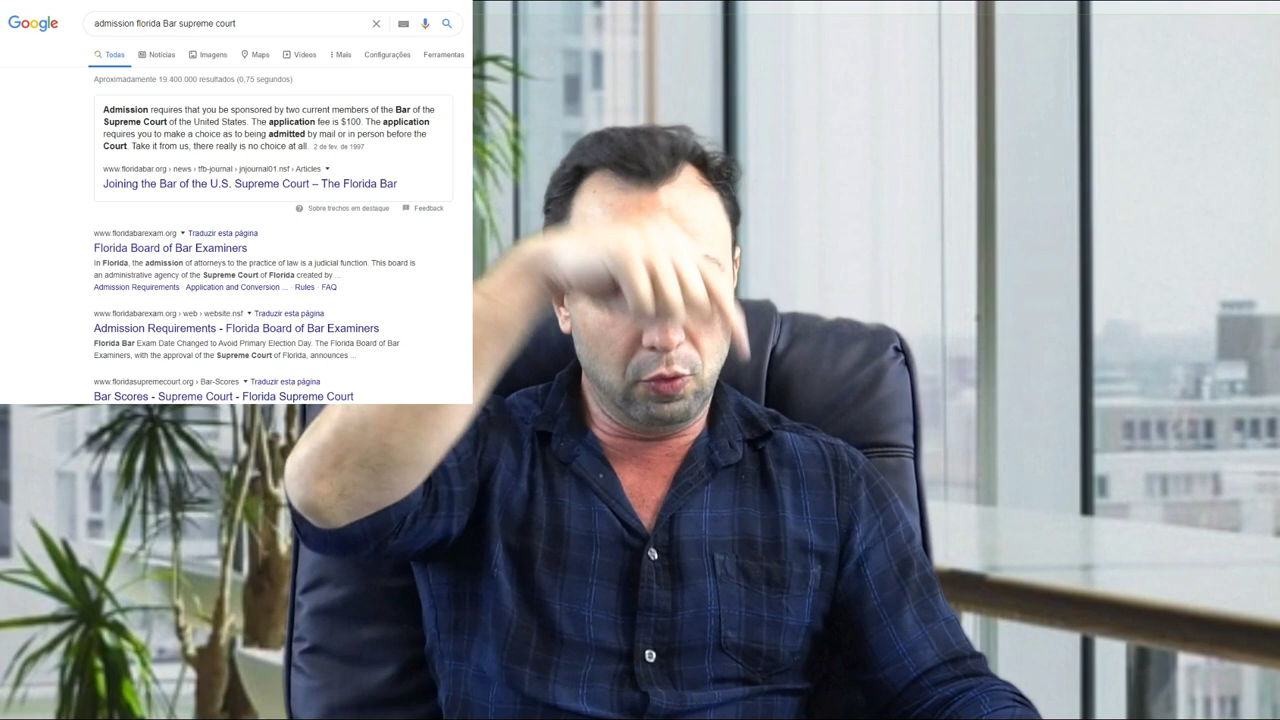 Google
admission florida Bar supreme court
Todas Notícias Imagens Maps Vídeos Mais Configurações Ferramentas
Aproximadamente 19.400.000 resultados (0,75 segundos)
Admission requires that you be sponsored by two current members of the Bar of the
Supreme Court of the United States. The application fee is $100. The application
requires you to make a choice as to being admitted by mail or in person before the
Court. Take it from us, there really is no choice at all. 2 de fev. de 1997
www.floridabar.org › news › tfb-journal › jnjournal01.nsf › Articles
Joining the Bar of the U.S. Supreme Court – The Florida Bar
Sobre trechos em destaque Feedback
www.floridabarexam.org Traduzir esta página
Florida Board of Bar Examiners
In Florida, the admission of attorneys to the practice of law is a judicial function. This board is
an administrative agency of the Supreme Court of Florida created by ...
Admission Requirements · Application and Conversion ... · Rules · FAQ
www.floridabarexam.org › web › website.nsf Traduzir esta página
Admission Requirements - Florida Board of Bar Examiners
Florida Bar Exam Date Changed to Avoid Primary Election Day. The Florida Board of Bar
Examiners, with the approval of the Supreme Court of Florida, announces ...
www.floridasupremecourt.org › Bar-Scores Traduzir esta página
Bar Scores - Supreme Court - Florida Supreme Court